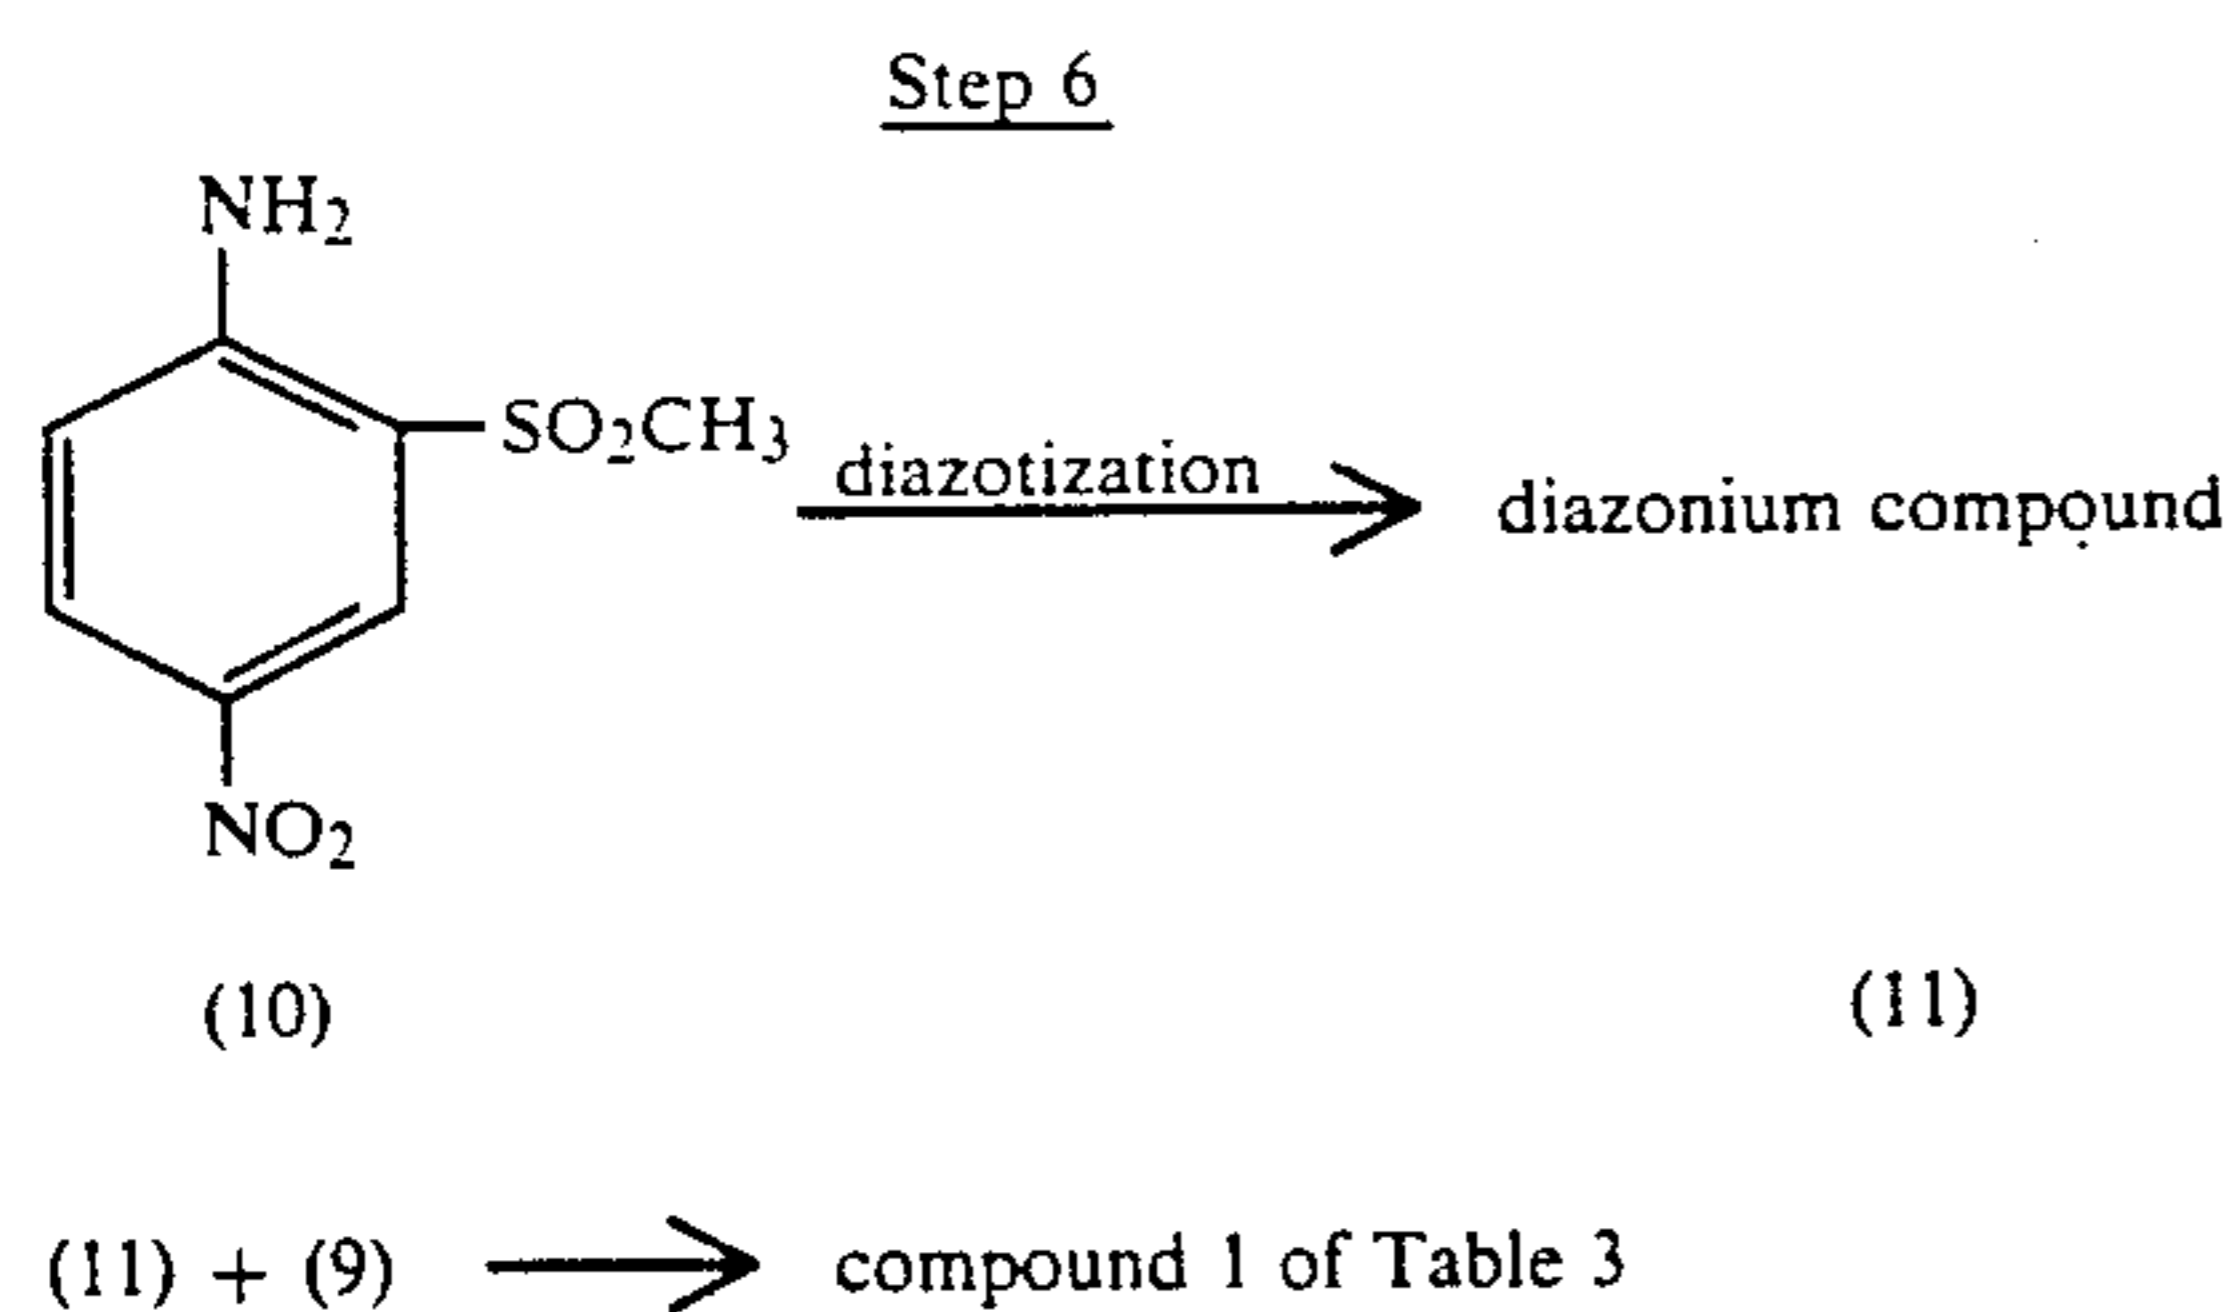 Step 6
NH₂
SO₂CH₃
diazotization
diazonium compound
NO₂
(10)
(11)
(11) + (9) ⟶ compound 1 of Table 3